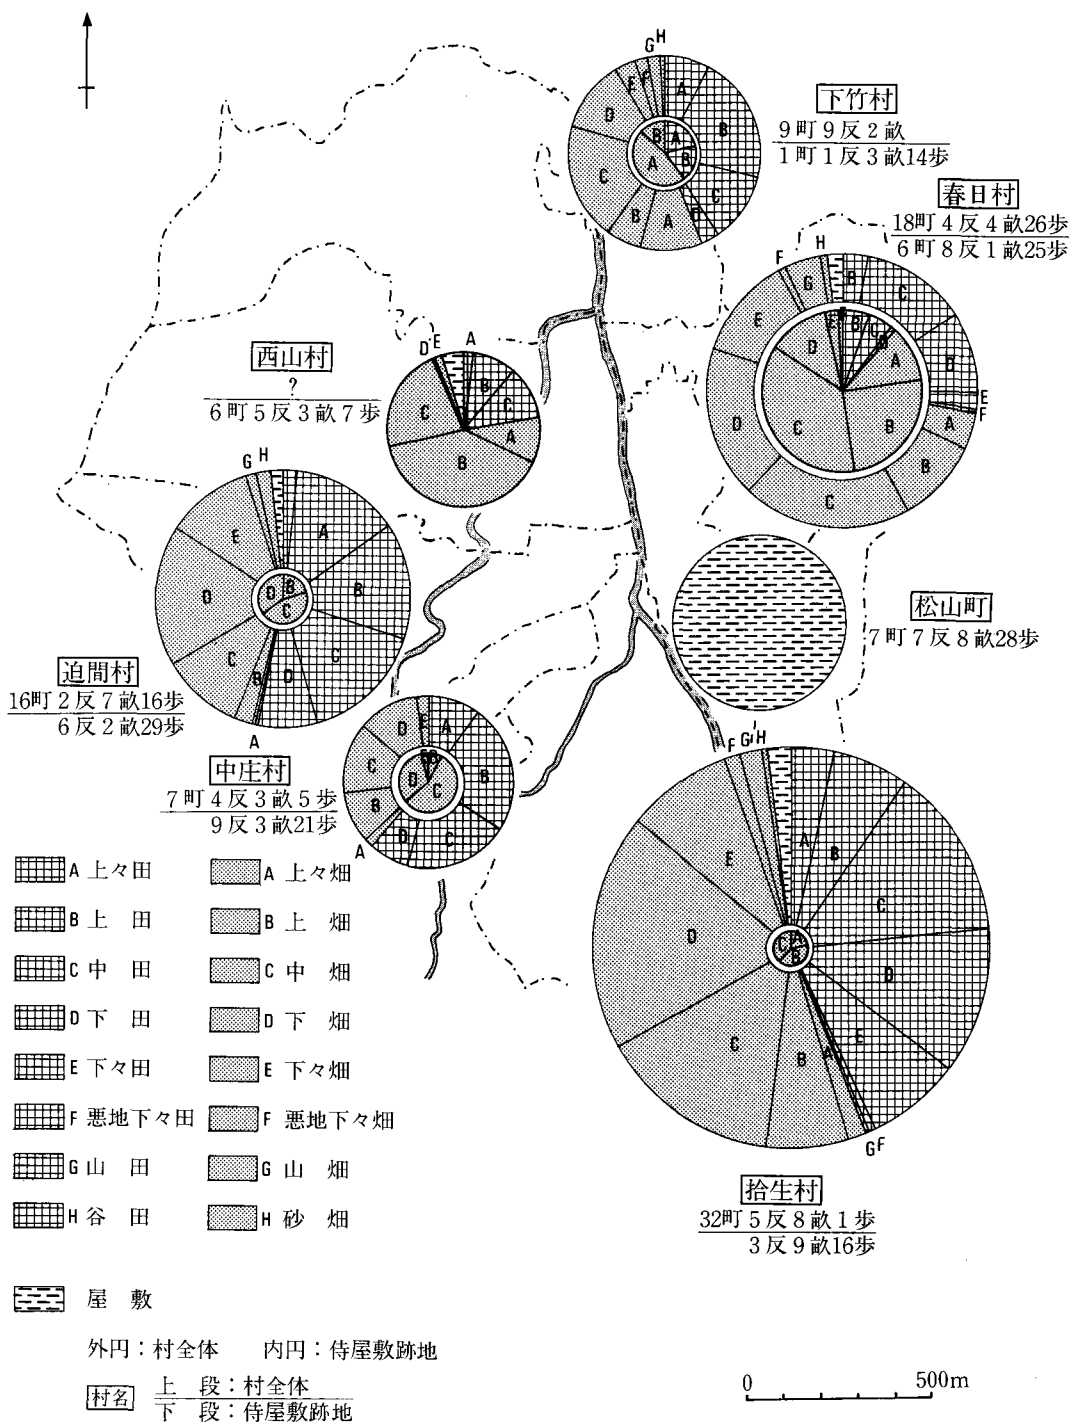 下竹村
9町9反2畝
1町1反3畝14歩
春日村
18町4反4畝26歩
6町8反1畝25歩
西山村
?
6町5反3畝7歩
松山町
7町7反8畝28歩
迫間村
16町2反7畝16歩
6反2畝29歩
中庄村
7町4反3畝5歩
9反3畝21歩
拾生村
32町5反8畝1歩
3反9畝16歩
A 上々田
A 上々畑
B 上田
B 上畑
C 中田
C 中畑
D 下田
D 下畑
E 下々田
E 下々畑
F 悪地下々田
F 悪地下々畑
G 山田
G 山畑
H 谷田
H 砂畑
屋敷
外円：村全体 内円：侍屋敷跡地
村名
上段：村全体
下段：侍屋敷跡地
0 500m